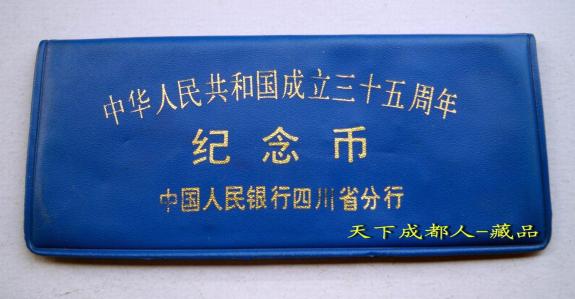 中华人民共和国成立三十五周年
纪念币
中国人民银行四川省分行
天下成都人-藏品